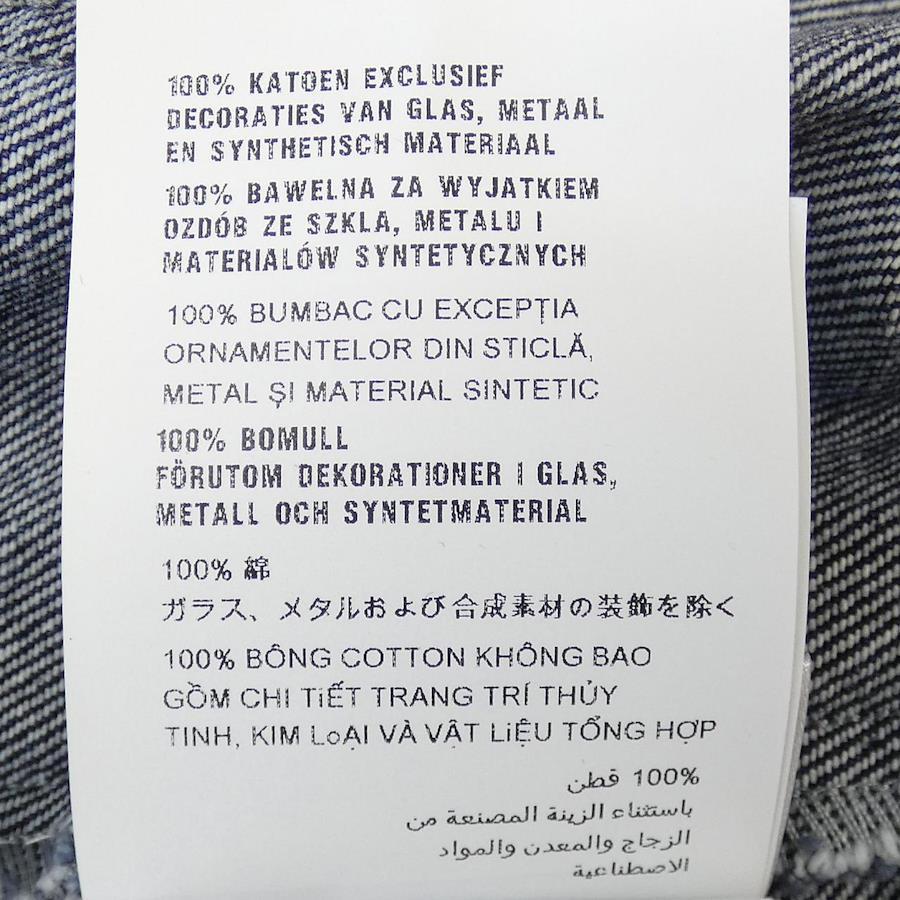 100% KATOEN EXCLUSIEF
DECORATIES VAN GLAS, METAAL
EN SYNTHETISCH MATERIAAL
100% BAWELNA ZA WYJATKIEM
OZDÓB ZE SZKLA, METALU I
MATERIALÓW SYNTETYCZNYCH
100% BUMBAC CU EXCEPȚIA
ORNAMENTELOR DIN STICLĂ,
METAL ȘI MATERIAL SINTETIC
100% BOMULL
FÖRUTOM DEKORATIONER I GLAS,
METALL OCH SYNTETMATERIAL
100% 綿
ガラス、メタルおよび合成素材の装飾を除く
100% BÔNG COTTON KHÔNG BAO
GỒM CHI TiẾT TRANG TRÍ THỦY
TINH, KIM LoẠI VÀ VẬT LiỆU TỔNG HỢP
100% قطن
باستثناء الزينة المصنعة من
الزجاج والمعدن والمواد
الاصطناعية